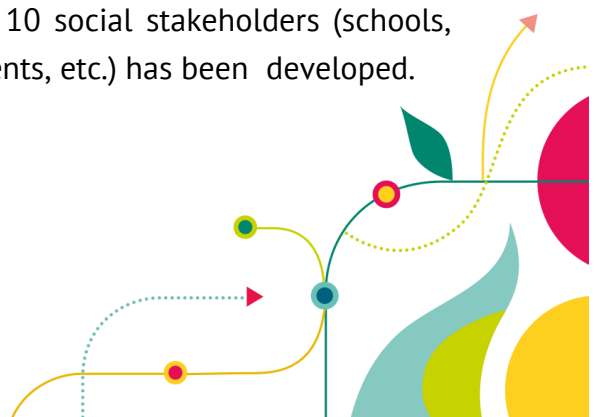 10 social stakeholders (schools,
ents, etc.) has been developed.